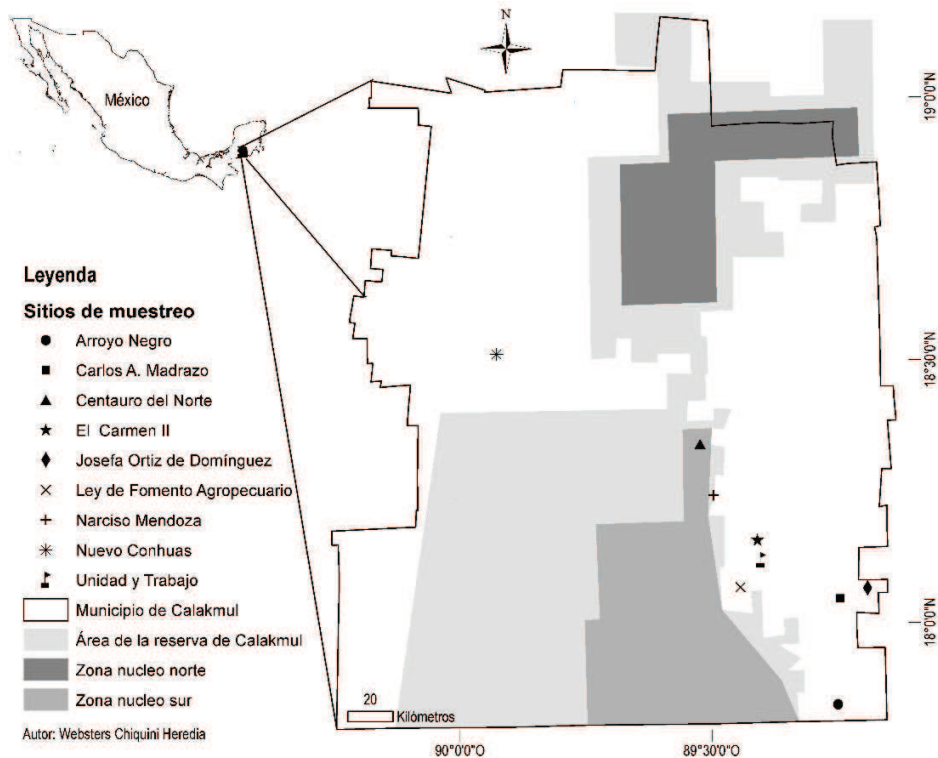 N
México
19°0'0"N
18°30'0"N
18°0'0"N
Leyenda
Sitios de muestreo
Arroyo Negro
Carlos A. Madrazo
Centauro del Norte
El Carmen II
Josefa Ortiz de Domínguez
Ley de Fomento Agropecuario
Narciso Mendoza
Nuevo Conhuas
Unidad y Trabajo
Municipio de Calakmul
Área de la reserva de Calakmul
Zona nucleo norte
Zona nucleo sur
Autor: Websters Chiquini Heredia
20
Kilómetros
90°0'0"O
89°30'0"O